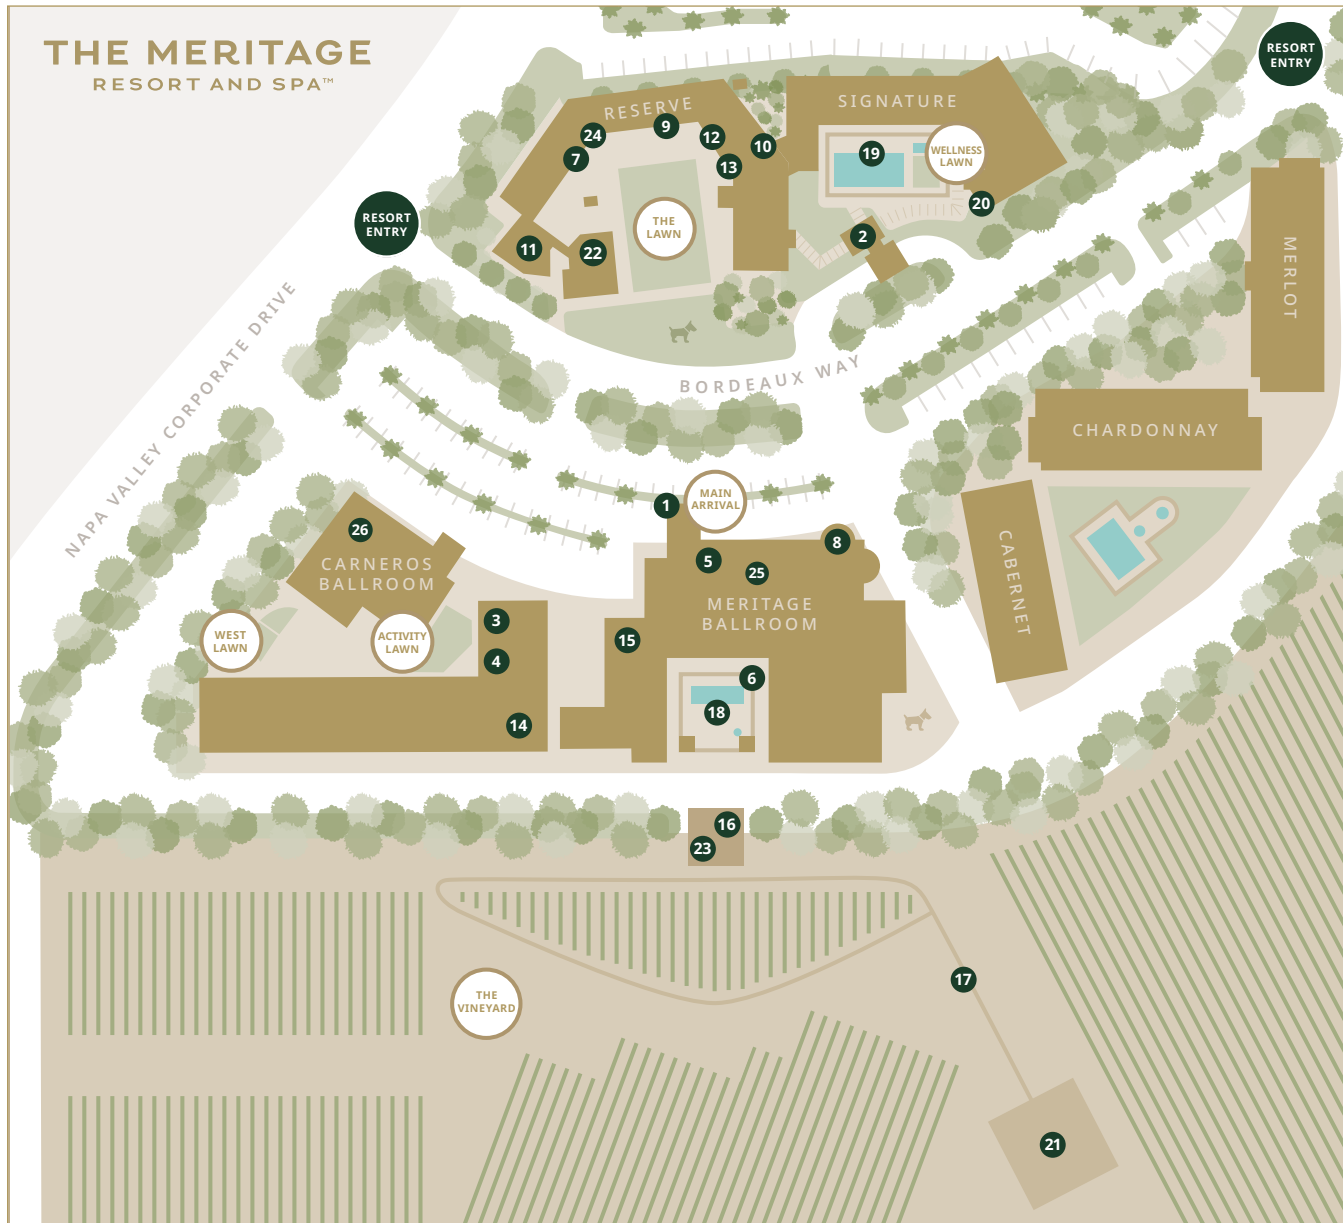 THE MERITAGE
RESORT AND SPA™
RESORT
ENTRY
RESERVE
SIGNATURE
24
9
12
10
7
13
19
WELLNESS
LAWN
20
RESORT
ENTRY
THE
LAWN
11
22
2
MERLOT
NAPA VALLEY CORPORATE DRIVE
BORDEAUX WAY
CHARDONNAY
MAIN
ARRIVAL
1
26
CARNEROS
BALLROOM
5
25
8
MERITAGE
BALLROOM
CABERNET
WEST
LAWN
ACTIVITY
LAWN
3
4
15
6
18
14
16
23
THE
VINEYARD
17
21